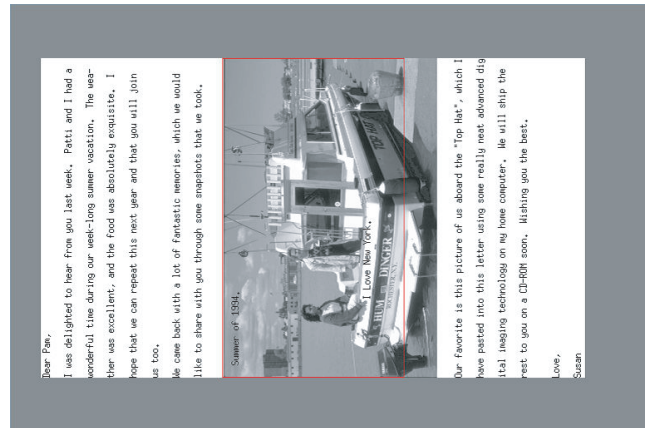 Dear Pam,
I was delighted to hear from you last week. Patti and I had a
wonderful time during our week-long summer vacation. The wea-
ther was excellent, and the food was absolutely exquisite. I
hope that we can repeat this next year and that you will join
us too.
We came back with a lot of fantastic memories, which we would
like to share with you through some snapshots that we took.
Summer of 1994.
I Love New York.
HUM DINGER
Our favorite is this picture of us aboard the "Top Hat", which I
have pasted into this letter using some really neat advanced dig
ital imaging technology on my home computer. We will ship the
rest to you on a CD-ROM soon. Wishing you the best.
Love,
Susan